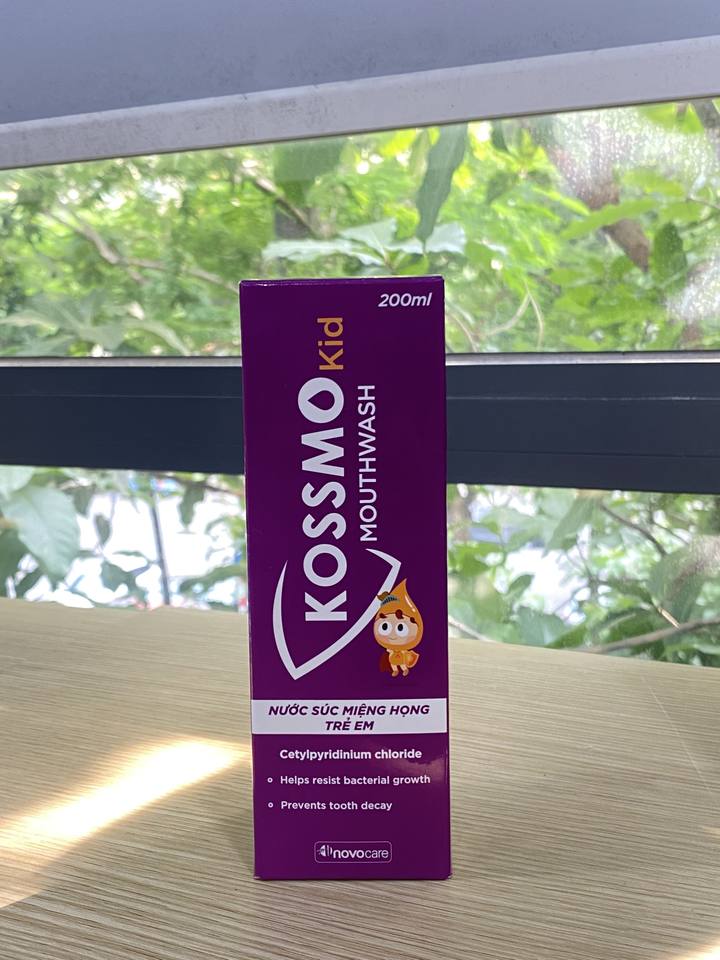 200ml
KOSSMO Kid
MOUTHWASH
NƯỚC SÚC MIỆNG HỌNG
TRẺ EM
Cetylpyridinium chloride
Helps resist bacterial growth
Prevents tooth decay
novocare